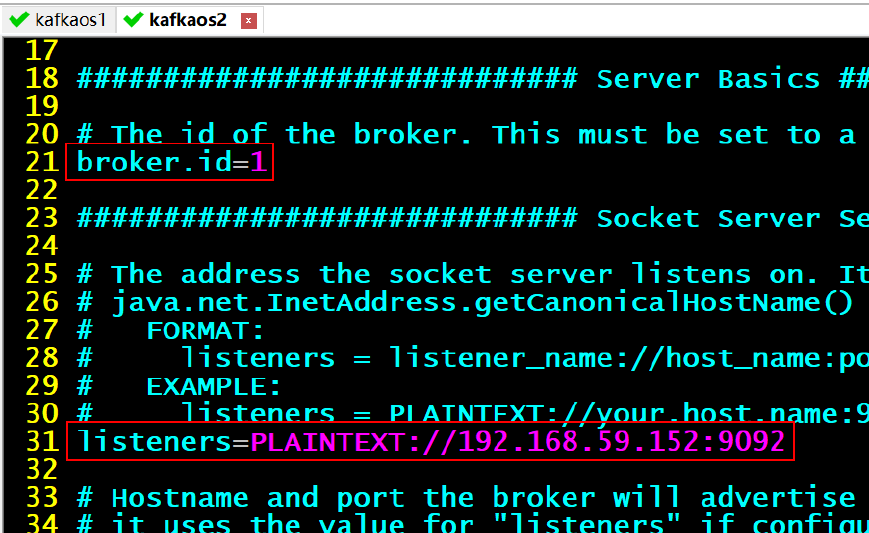 kafkaos1 kafkaos2 x
17
18 ############################# Server Basics ##
19
20 # The id of the broker. This must be set to a
21 broker.id=1
22
23 ############################# Socket Server Se
24
25 # The address the socket server listens on. It
26 # java.net.InetAddress.getCanonicalHostName()
27 #   FORMAT:
28 #     listeners = listener_name://host_name:po
29 #   EXAMPLE:
30 #     listeners = PLAINTEXT://your.host.name:9
31 listeners=PLAINTEXT://192.168.59.152:9092
32
33 # Hostname and port the broker will advertise
34 # it uses the value for "listeners" if configu